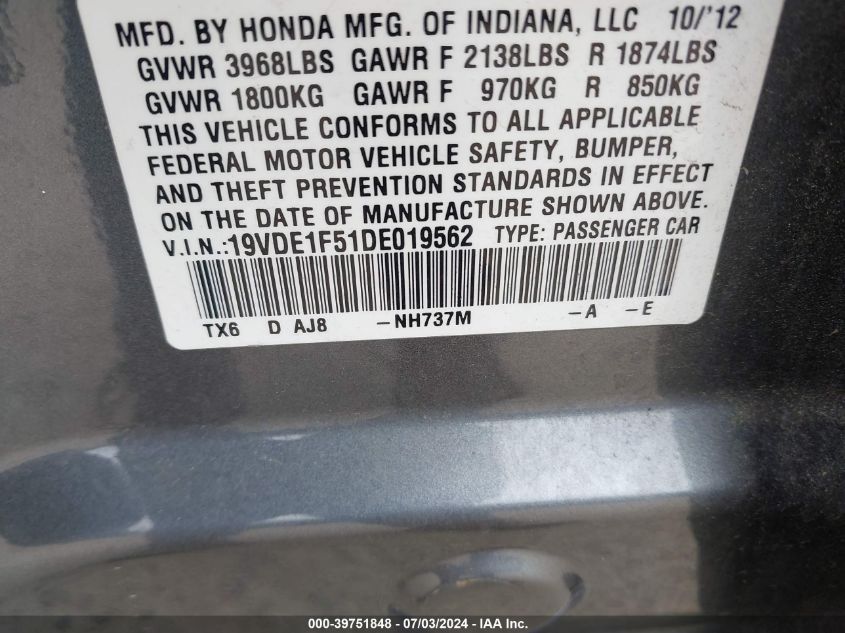 MFD. BY HONDA MFG. OF INDIANA, LLC 10/'12
GVWR 3968LBS GAWR F 2138LBS R 1874LBS
GVWR 1800KG GAWR F 970KG R 850KG
THIS VEHICLE CONFORMS TO ALL APPLICABLE
FEDERAL MOTOR VEHICLE SAFETY, BUMPER,
AND THEFT PREVENTION STANDARDS IN EFFECT
ON THE DATE OF MANUFACTURE SHOWN ABOVE.
V.I.N.:19VDE1F51DE019562 TYPE: PASSENGER CAR
TX6 D AJ8 -NH737M -A -E
000-39751848 - 07/03/2024 - IAA Inc.